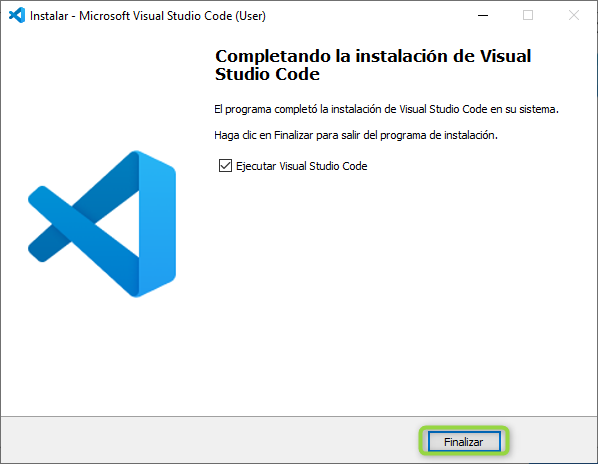 Instalar - Microsoft Visual Studio Code (User)
Completando la instalación de Visual
Studio Code
El programa completó la instalación de Visual Studio Code en su sistema.
Haga clic en Finalizar para salir del programa de instalación.
Ejecutar Visual Studio Code
Finalizar